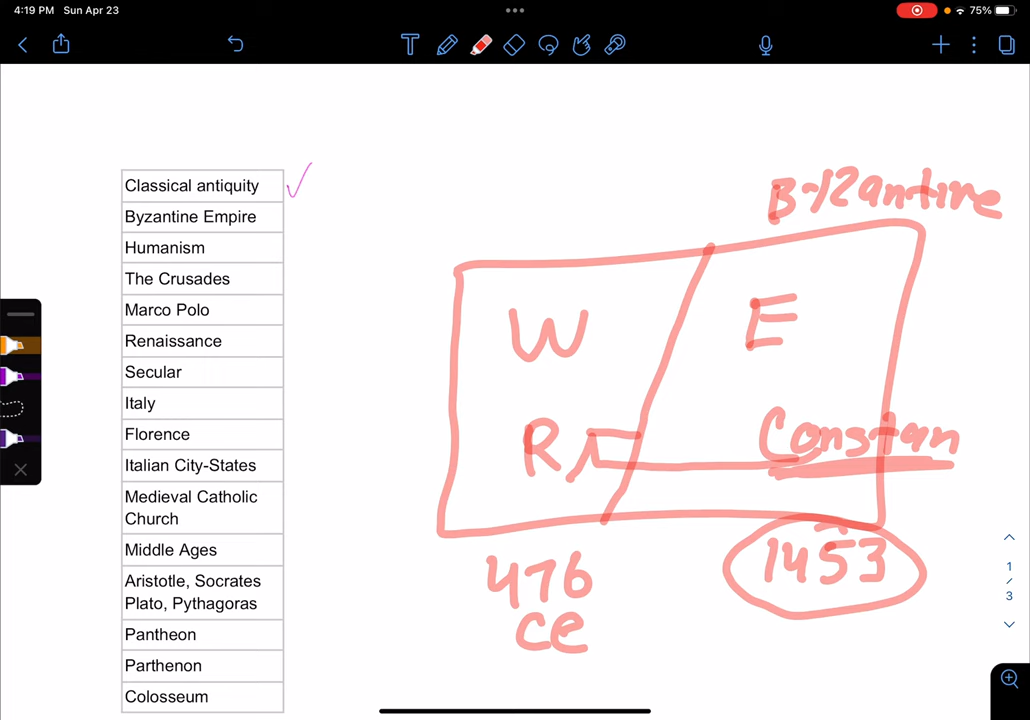 4:19 PM Sun Apr 23
75%
T
Classical antiquity
Byzantine Empire
Humanism
The Crusades
Marco Polo
Renaissance
Secular
Italy
Florence
Italian City-States
Medieval Catholic
Church
Middle Ages
Aristotle, Socrates
Plato, Pythagoras
Pantheon
Parthenon
Colosseum
Byzantine
W E
R Constan
476
CE
1453
1
/
3